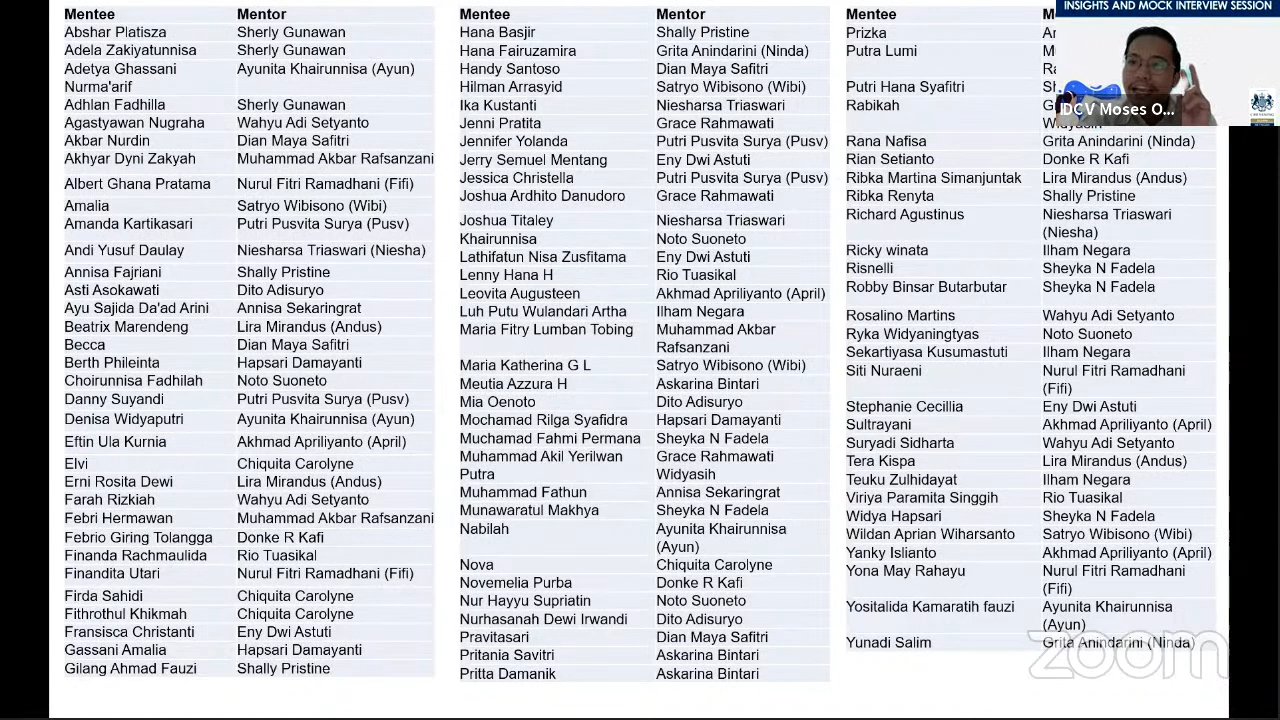 Mentee Mentor
Abshar Platisza Sherly Gunawan
Adela Zakiyatunnisa Sherly Gunawan
Adetya Ghassani Ayunita Khairunnisa (Ayun)
Nurma'arif
Adhlan Fadhilla Sherly Gunawan
Agastyawan Nugraha Wahyu Adi Setyanto
Akbar Nurdin Dian Maya Safitri
Akhyar Dyni Zakyah Muhammad Akbar Rafsanzani
Albert Ghana Pratama Nurul Fitri Ramadhani (Fifi)
Amalia Satryo Wibisono (Wibi)
Amanda Kartikasari Putri Pusvita Surya (Pusv)
Andi Yusuf Daulay Niesharsa Triaswari (Niesha)
Annisa Fajriani Shally Pristine
Asti Asokawati Dito Adisuryo
Ayu Sajida Da'ad Arini Annisa Sekaringrat
Beatrix Marendeng Lira Mirandus (Andus)
Becca Dian Maya Safitri
Berth Phileinta Hapsari Damayanti
Choirunnisa Fadhilah Noto Suoneto
Danny Suyandi Putri Pusvita Surya (Pusv)
Denisa Widyaputri Ayunita Khairunnisa (Ayun)
Eftin Ula Kurnia Akhmad Apriliyanto (April)
Elvi Chiquita Carolyne
Erni Rosita Dewi Lira Mirandus (Andus)
Farah Rizkiah Wahyu Adi Setyanto
Febri Hermawan Muhammad Akbar Rafsanzani
Febrio Giring Tolangga Donke R Kafi
Finanda Rachmaulida Rio Tuasikal
Finandita Utari Nurul Fitri Ramadhani (Fifi)
Firda Sahidi Chiquita Carolyne
Fithrothul Khikmah Chiquita Carolyne
Fransisca Christanti Eny Dwi Astuti
Gassani Amalia Hapsari Damayanti
Gilang Ahmad Fauzi Shally Pristine
Mentee Mentor
Hana Basjir Shally Pristine
Hana Fairuzamira Grita Anindarini (Ninda)
Handy Santoso Dian Maya Safitri
Hilman Arrasyid Satryo Wibisono (Wibi)
Ika Kustanti Niesharsa Triaswari
Jenni Pratita Grace Rahmawati
Jennifer Yolanda Putri Pusvita Surya (Pusv)
Jerry Semuel Mentang Eny Dwi Astuti
Jessica Christella Putri Pusvita Surya (Pusv)
Joshua Ardhito Danudoro Grace Rahmawati
Joshua Titaley Niesharsa Triaswari
Khairunnisa Noto Suoneto
Lathifatun Nisa Zusfitama Eny Dwi Astuti
Lenny Hana H Rio Tuasikal
Leovita Augusteen Akhmad Apriliyanto (April)
Luh Putu Wulandari Artha Ilham Negara
Maria Fitry Lumban Tobing Muhammad Akbar
Rafsanzani
Maria Katherina G L Satryo Wibisono (Wibi)
Meutia Azzura H Askarina Bintari
Mia Oenoto Dito Adisuryo
Mochamad Rilga Syafidra Hapsari Damayanti
Muchamad Fahmi Permana Sheyka N Fadela
Muhammad Akil Yerilwan Grace Rahmawati
Putra Widyasih
Muhammad Fathun Annisa Sekaringrat
Munawaratul Makhya Sheyka N Fadela
Nabilah Ayunita Khairunnisa
(Ayun)
Nova Chiquita Carolyne
Novemelia Purba Donke R Kafi
Nur Hayyu Supriatin Noto Suoneto
Nurhasanah Dewi Irwandi Dito Adisuryo
Pravitasari Dian Maya Safitri
Pritania Savitri Askarina Bintari
Pritta Damanik Askarina Bintari
Mentee
Prizka
Putra Lumi
Putri Hana Syafitri
Rabikah
Rana Nafisa Grita Anindarini (Ninda)
Rian Setianto Donke R Kafi
Ribka Martina Simanjuntak Lira Mirandus (Andus)
Ribka Renyta Shally Pristine
Richard Agustinus Niesharsa Triaswari
(Niesha)
Ricky winata Ilham Negara
Risnelli Sheyka N Fadela
Robby Binsar Butarbutar Sheyka N Fadela
Rosalino Martins Wahyu Adi Setyanto
Ryka Widyaningtyas Noto Suoneto
Sekartiyasa Kusumastuti Ilham Negara
Siti Nuraeni Nurul Fitri Ramadhani
(Fifi)
Stephanie Cecillia Eny Dwi Astuti
Sultrayani Akhmad Apriliyanto (April)
Suryadi Sidharta Wahyu Adi Setyanto
Tera Kispa Lira Mirandus (Andus)
Teuku Zulhidayat Ilham Negara
Viriya Paramita Singgih Rio Tuasikal
Widya Hapsari Sheyka N Fadela
Wildan Aprian Wiharsanto Satryo Wibisono (Wibi)
Yanky Islianto Akhmad Apriliyanto (April)
Yona May Rahayu Nurul Fitri Ramadhani
(Fifi)
Yositalida Kamaratih fauzi Ayunita Khairunnisa
(Ayun)
Yunadi Salim Grita Anindarini (Ninda)
INSIGHTS AND MOCK INTERVIEW SESSION
DCV Moses O...
zoom